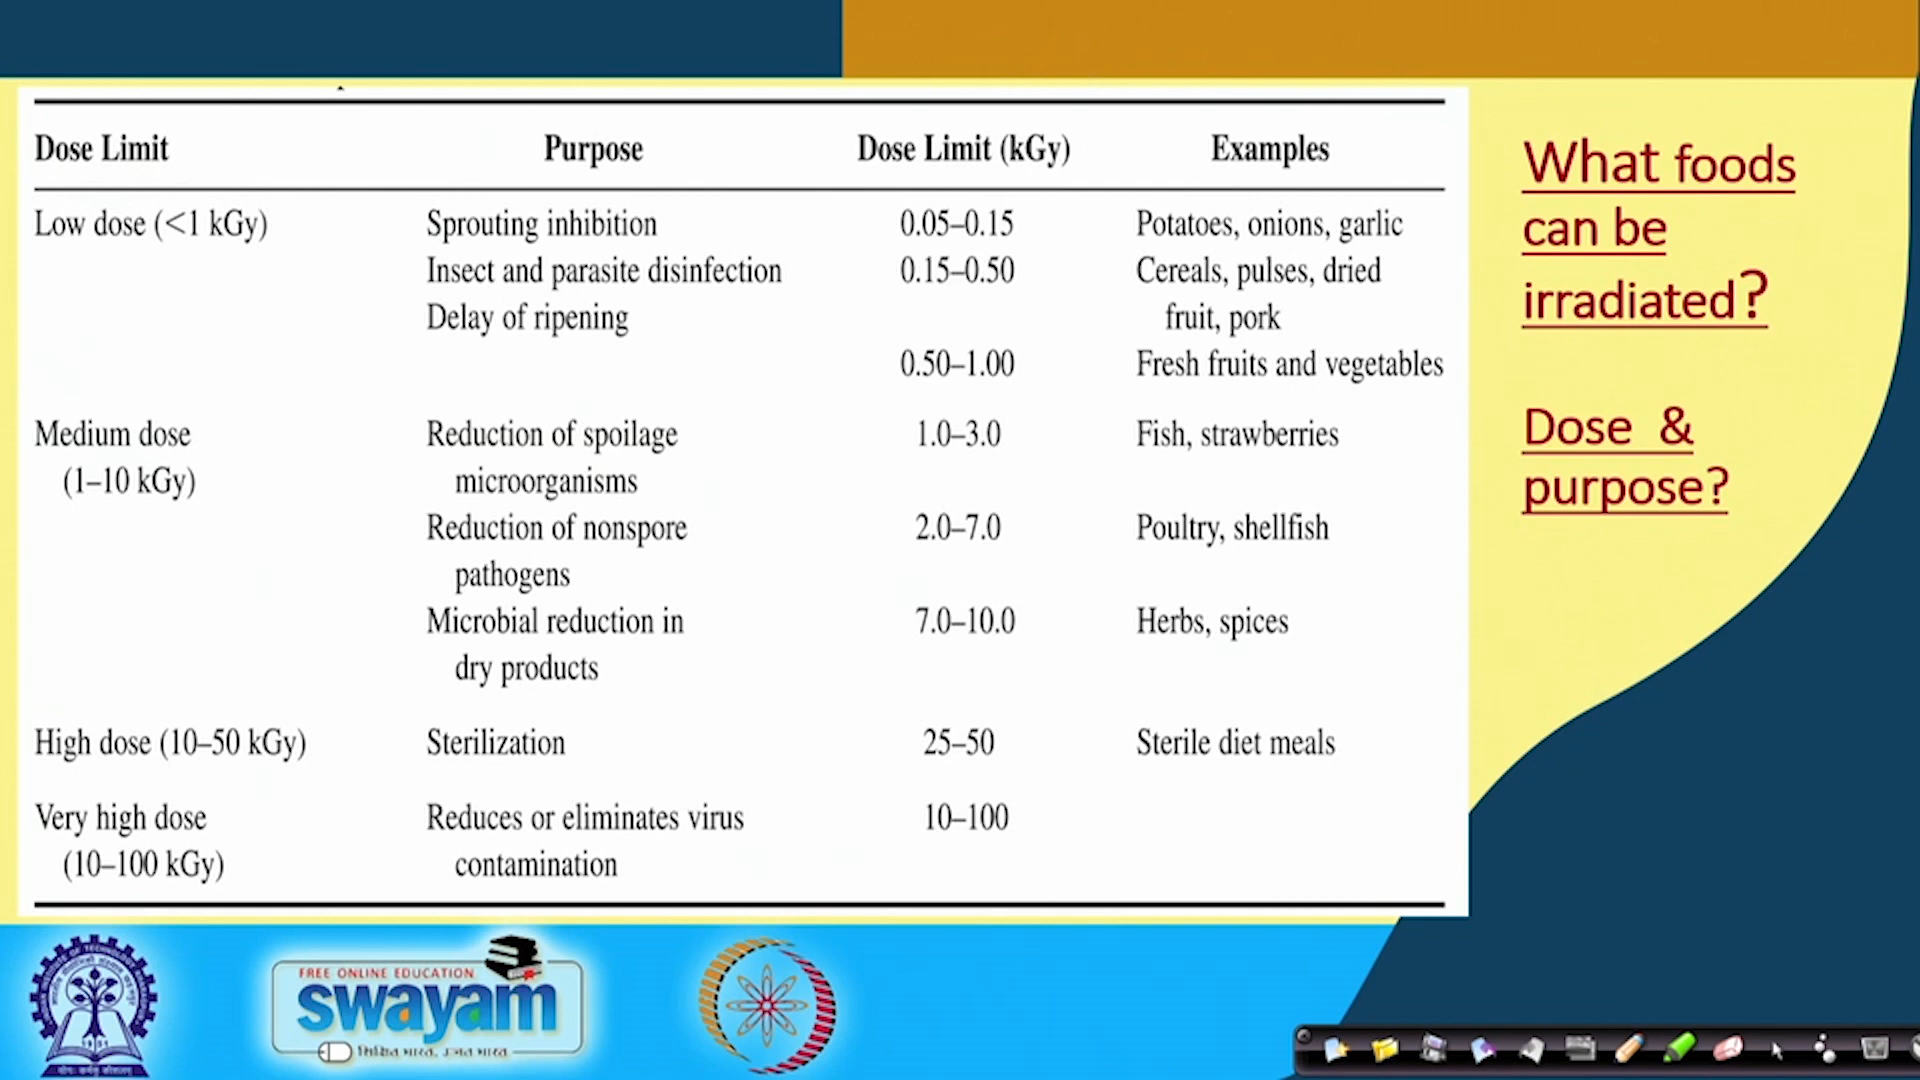 Dose Limit Purpose Dose Limit (kGy) Examples
Low dose (<1 kGy) Sprouting inhibition 0.05–0.15 Potatoes, onions, garlic
Insect and parasite disinfection 0.15–0.50 Cereals, pulses, dried
Delay of ripening fruit, pork
0.50–1.00 Fresh fruits and vegetables
Medium dose Reduction of spoilage 1.0–3.0 Fish, strawberries
(1–10 kGy) microorganisms
Reduction of nonspore 2.0–7.0 Poultry, shellfish
pathogens
Microbial reduction in 7.0–10.0 Herbs, spices
dry products
High dose (10–50 kGy) Sterilization 25–50 Sterile diet meals
Very high dose Reduces or eliminates virus 10–100
(10–100 kGy) contamination
What foods
can be
irradiated?
Dose &
purpose?
FREE ONLINE EDUCATION
swayam
शिक्षित भारत, उन्नत भारत